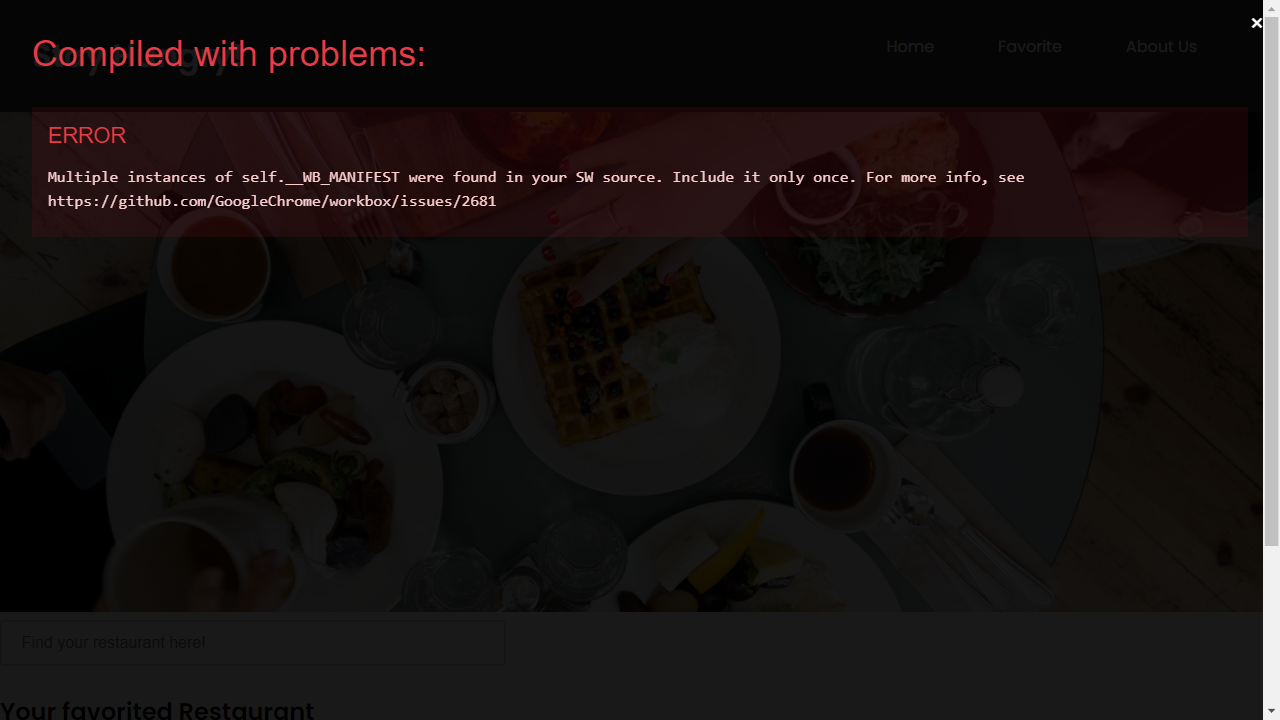 Compiled with problems:
×
Home Favorite About Us
ERROR
Multiple instances of self.__WB_MANIFEST were found in your SW source. Include it only once. For more info, see
https://github.com/GoogleChrome/workbox/issues/2681
Find your restaurant here!
Your favorited Restaurant